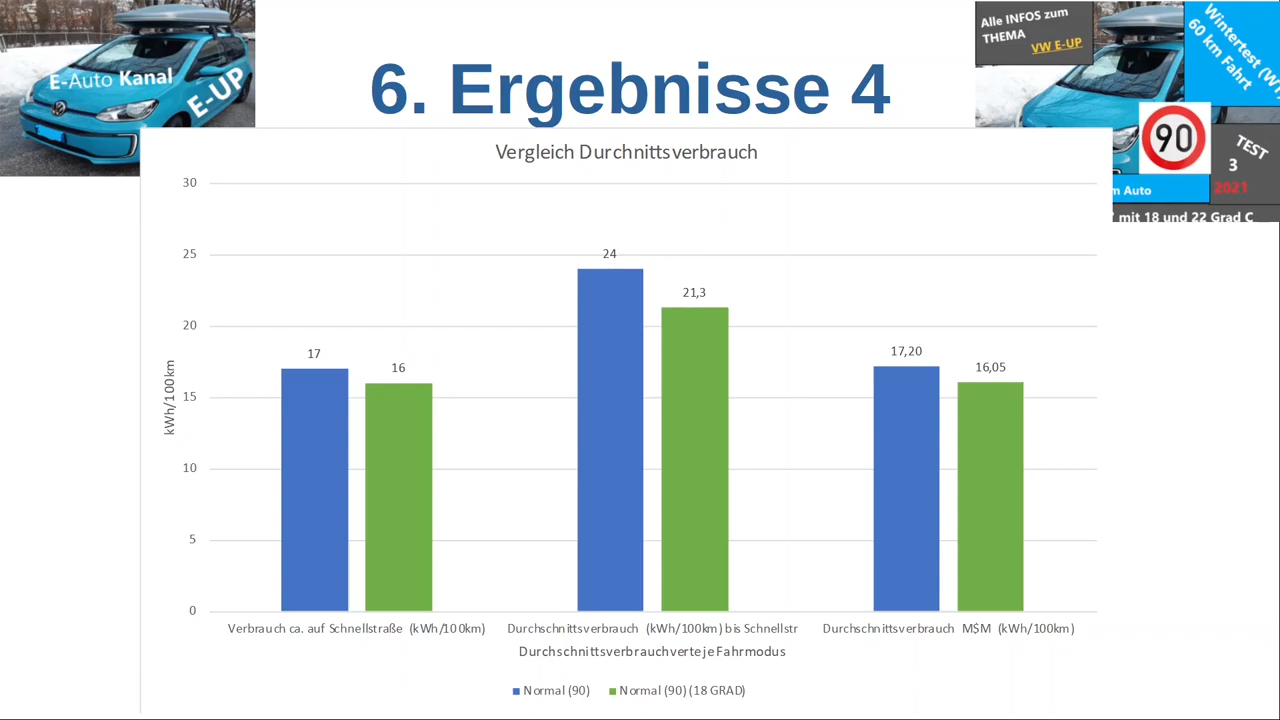 E-Auto Kanal
E-UP
6. Ergebnisse 4
Alle INFOS zum
THEMA
VW E-UP
Wintertest (W
60 km Fahrt
90
TEST
3
2021
m Auto
mit 18 und 22 Grad C
Vergleich Durchnittsverbrauch
kWh/100km
30
25
20
15
10
5
0
17
16
24
21,3
17,20
16,05
Verbrauch ca. auf Schnellstraße (kWh/100km)
Durchschnittsverbrauch (kWh/100km) bis Schnellstr
Durchschnittsverbrauch M$M (kWh/100km)
Durchschnittsverbrauchverte je Fahrmodus
Normal (90)
Normal (90) (18 GRAD)